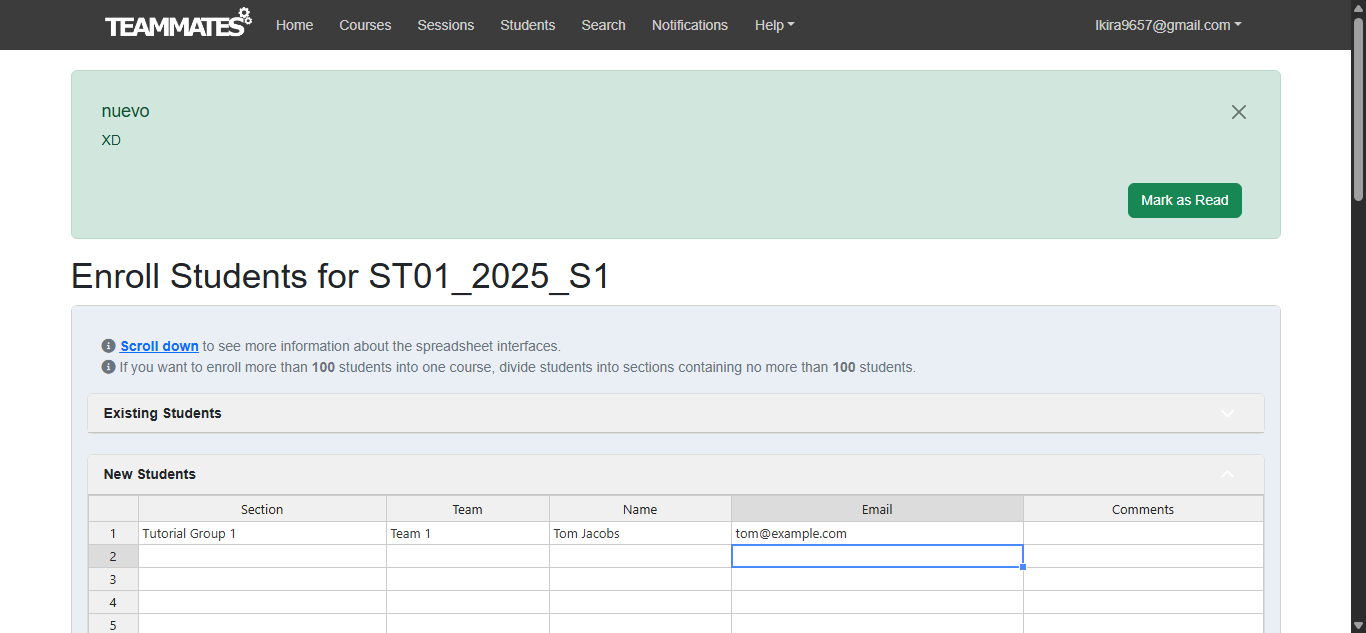 TEAMMATES Home Courses Sessions Students Search Notifications Help lkira9657@gmail.com
nuevo
XD
Mark as Read
Enroll Students for ST01_2025_S1
Scroll down to see more information about the spreadsheet interfaces.
If you want to enroll more than 100 students into one course, divide students into sections containing no more than 100 students.
Existing Students
New Students
Section Team Name Email Comments
1 Tutorial Group 1 Team 1 Tom Jacobs tom@example.com
2
3
4
5